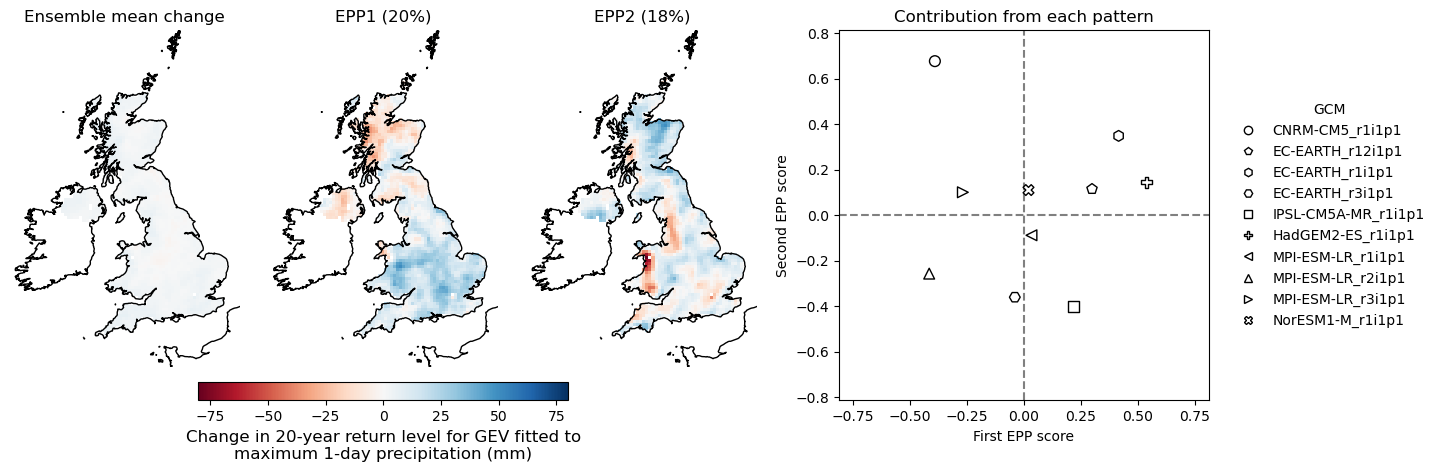 Ensemble mean change
EPP1 (20%)
EPP2 (18%)
−75 −50 −25 0 25 50 75
Change in 20-year return level for GEV fitted to
maximum 1-day precipitation (mm)
Contribution from each pattern
Second EPP score
0.8
0.6
0.4
0.2
0.0
−0.2
−0.4
−0.6
−0.8
−0.75 −0.50 −0.25 0.00 0.25 0.50 0.75
First EPP score
GCM
CNRM-CM5_r1i1p1
EC-EARTH_r12i1p1
EC-EARTH_r1i1p1
EC-EARTH_r3i1p1
IPSL-CM5A-MR_r1i1p1
HadGEM2-ES_r1i1p1
MPI-ESM-LR_r1i1p1
MPI-ESM-LR_r2i1p1
MPI-ESM-LR_r3i1p1
NorESM1-M_r1i1p1